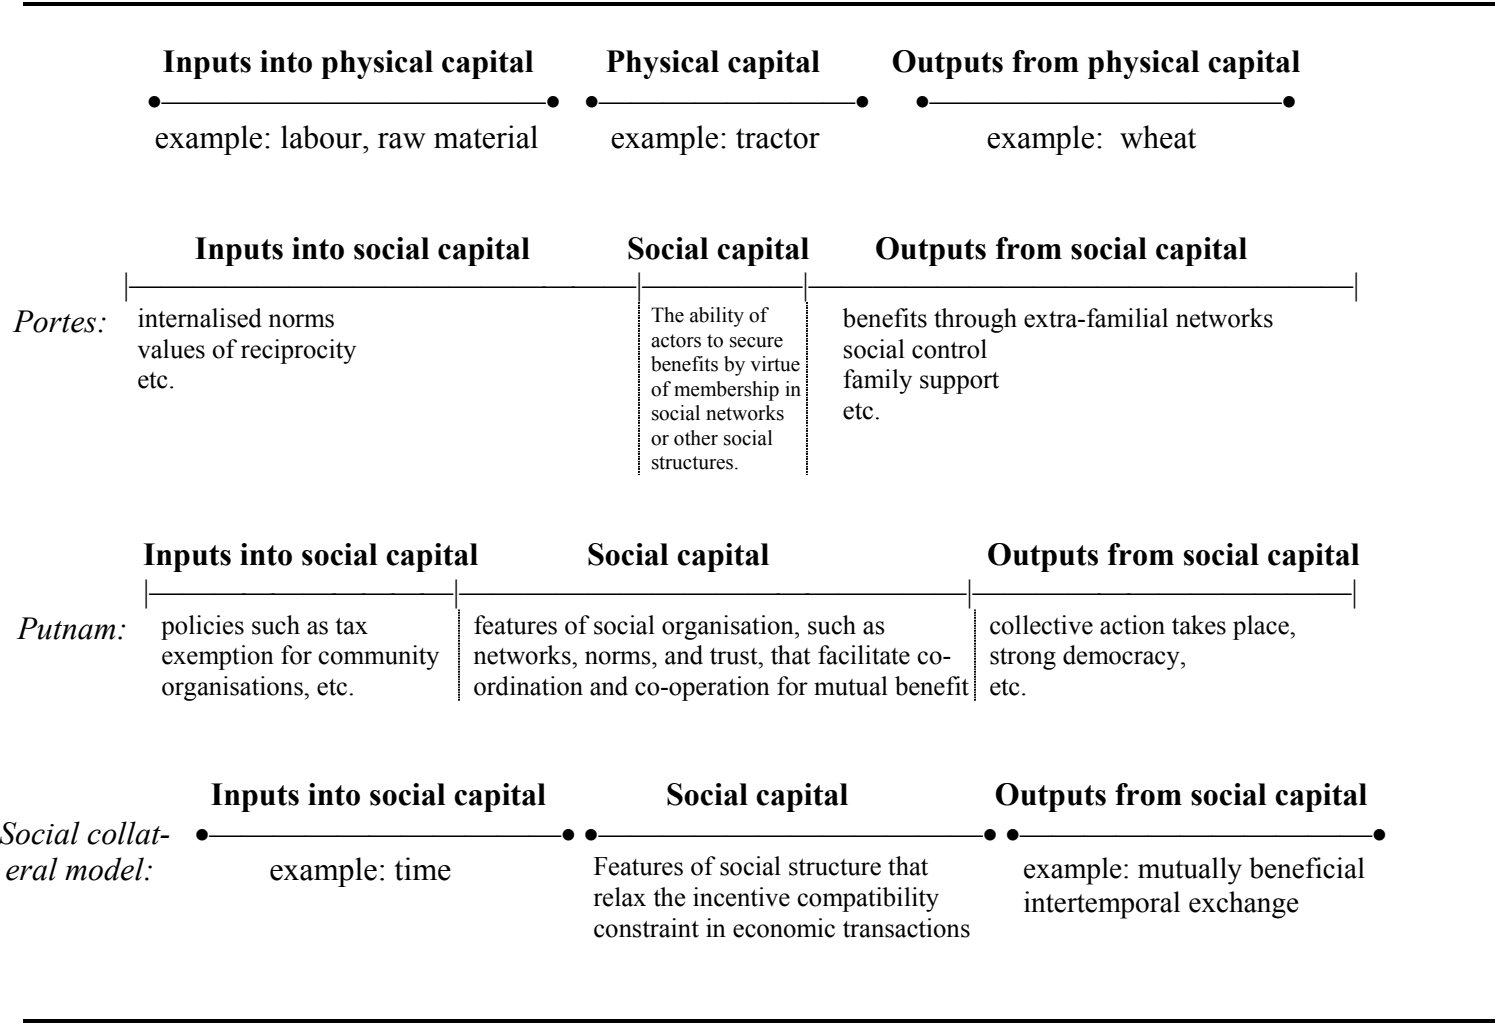 Inputs into physical capital Physical capital Outputs from physical capital
example: labour, raw material example: tractor example: wheat
Inputs into social capital Social capital Outputs from social capital
Portes:
internalised norms
values of reciprocity
etc.
The ability of
actors to secure
benefits by virtue
of membership in
social networks
or other social
structures.
benefits through extra-familial networks
social control
family support
etc.
Inputs into social capital Social capital Outputs from social capital
Putnam:
policies such as tax
exemption for community
organisations, etc.
features of social organisation, such as
networks, norms, and trust, that facilitate co-
ordination and co-operation for mutual benefit
collective action takes place,
strong democracy,
etc.
Inputs into social capital Social capital Outputs from social capital
Social collat-
eral model:
example: time
Features of social structure that
relax the incentive compatibility
constraint in economic transactions
example: mutually beneficial
intertemporal exchange